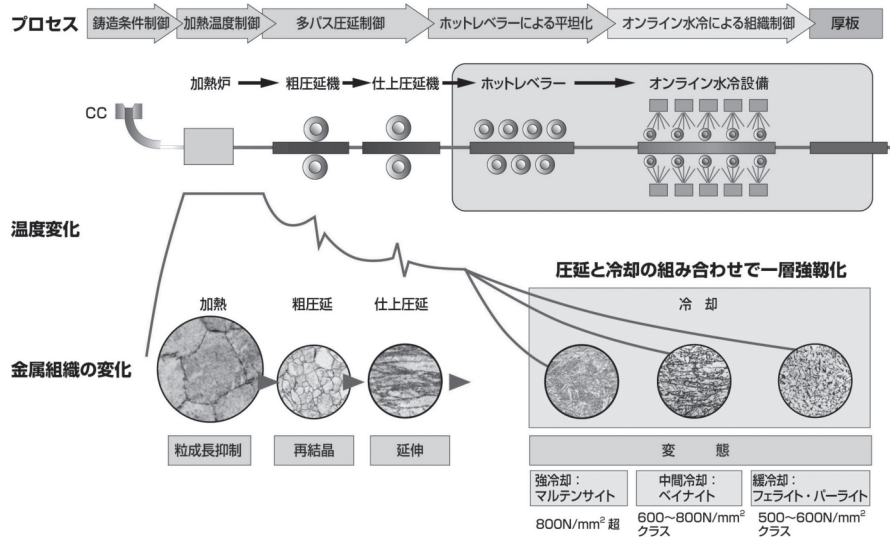 プロセス
鋳造条件制御
加熱温度制御
多パス圧延制御
ホットレベラーによる平坦化
オンライン水冷による組織制御
厚板
加熱炉
粗圧延機
仕上圧延機
ホットレベラー
オンライン水冷設備
CC
温度変化
圧延と冷却の組み合わせで一層強靱化
加熱
粗圧延
仕上圧延
冷 却
金属組織の変化
粒成長抑制
再結晶
延伸
変 態
強冷却：
マルテンサイト
中間冷却：
ベイナイト
緩冷却：
フェライト・パーライト
800N/mm² 超
600〜800N/mm²
クラス
500〜600N/mm²
クラス